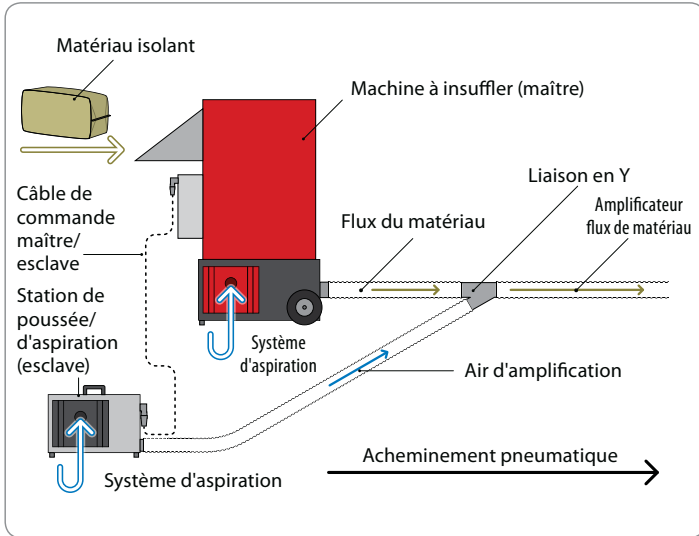 Matériau isolant
Machine à insuffler (maître)
Liaison en Y
Amplificateur
flux de matériau
Câble de
commande
maître/
esclave
Flux du matériau
Station de
poussée/
d'aspiration
(esclave)
Système
d'aspiration
Air d'amplification
Système d'aspiration
Acheminement pneumatique